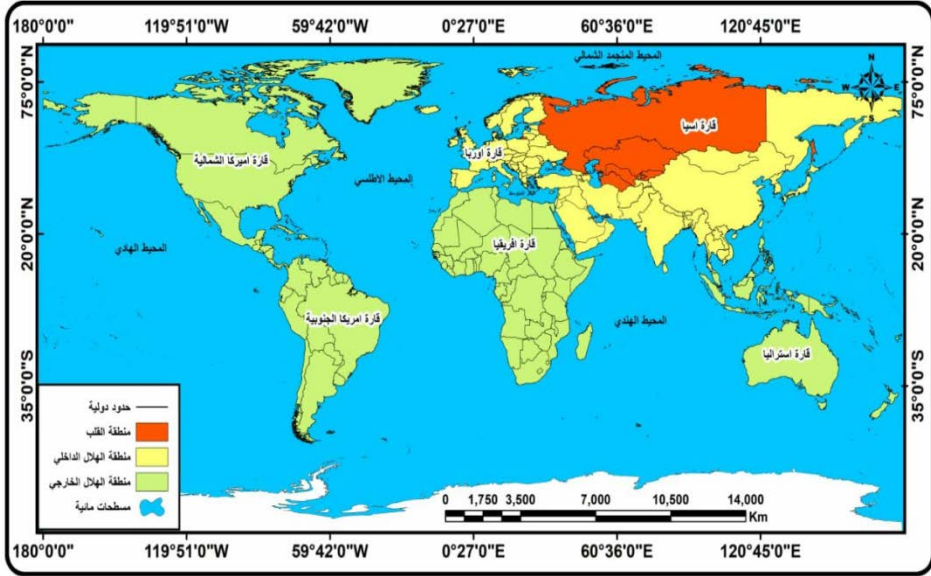 180°0'0" 119°51'0" 59°42'0" 0°27'0"E 60°36'0"E 120°45'0"E
75°0'0"N 75°0'0"N
المحيط المنجمد الشمالي
N
W E
S
قارة اسيا
قارة اوربا
قارة اميركا الشمالية
المحيط الاطلسي
20°0'0"N 20°0'0"N
المحيط الهادي
قارة افريقيا
قارة امريكا الجنوبية
المحيط الهندي
قارة استراليا
35°0'0"S 35°0'0"S
حدود دولية
منطقة القلب
منطقة الهلال الداخلي
منطقة الهلال الخارجي
مسطحات مائية
0 1,750 3,500 7,000 10,500 14,000
Km
180°0'0" 119°51'0" 59°42'0" 0°27'0"E 60°36'0"E 120°45'0"E